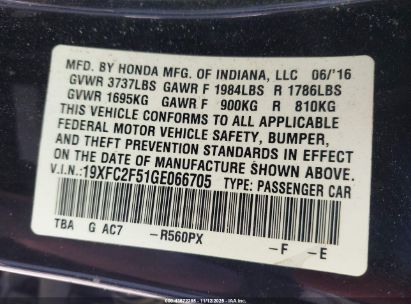 MFD. BY HONDA MFG. OF INDIANA, LLC 06/'16
GVWR 3737LBS GAWR F 1984LBS R 1786LBS
GVWR 1695KG GAWR F 900KG R 810KG
THIS VEHICLE CONFORMS TO ALL APPLICABLE
FEDERAL MOTOR VEHICLE SAFETY, BUMPER,
AND THEFT PREVENTION STANDARDS IN EFFECT
ON THE DATE OF MANUFACTURE SHOWN ABOVE.
V.I.N.:19XFC2F51GE066705 TYPE: PASSENGER CAR
TBA G AC7 -R560PX -F -E